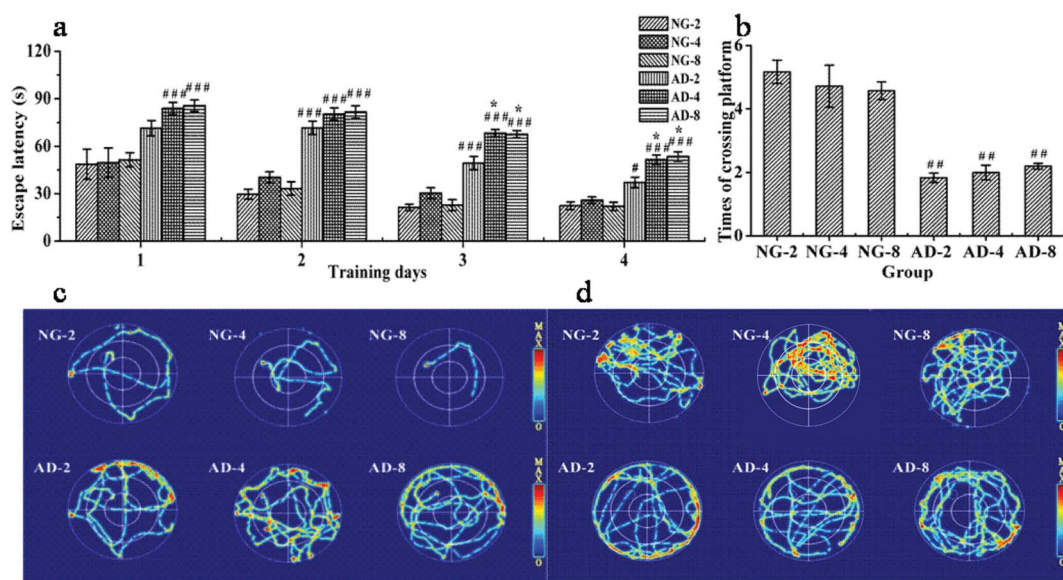 a
b
NG-2
NG-4
NG-8
AD-2
AD-4
AD-8
Escape latency (s)
120
90
60
30
0
# # #
# # #
# # #
# # #
# # #
# # #
*
# # #
*
# # #
#
*
# # #
*
# # #
1 2 3 4
Training days
Times of crossing platform
6
4
2
0
# #
# #
# #
NG-2 NG-4 NG-8 AD-2 AD-4 AD-8
Group
c
d
NG-2 NG-4 NG-8
MAX
0
AD-2 AD-4 AD-8
MAX
0
NG-2 NG-4 NG-8
AD-2 AD-4 AD-8